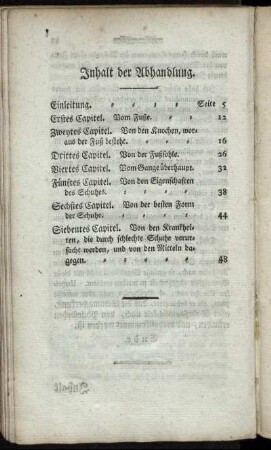 Inhalt der Abhandlung.
Einleitung. Seite 5
Erstes Capitel. Vom Fuße. 12
Zweytes Capitel. Von den Knochen, wor-
aus der Fuß besteht. 16
Drittes Capitel. Von der Fußsohle. 26
Viertes Capitel. Vom Gange überhaupt. 32
Fünftes Capitel. Von den Eigenschaften
des Schuhes. 38
Sechstes Capitel. Von der besten Form
der Schuhe. 44
Siebentes Capitel. Von den Krankhei-
ten, die durch schlechte Schuhe verur-
sacht werden, und von den Mitteln da-
gegen. 48